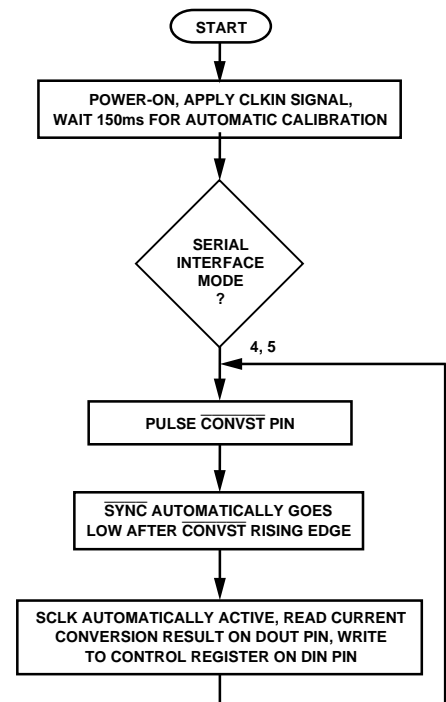 START
POWER-ON, APPLY CLKIN SIGNAL,
WAIT 150ms FOR AUTOMATIC CALIBRATION
SERIAL
INTERFACE
MODE
?
4, 5
PULSE CONVST PIN
SYNC AUTOMATICALLY GOES
LOW AFTER CONVST RISING EDGE
SCLK AUTOMATICALLY ACTIVE, READ CURRENT
CONVERSION RESULT ON DOUT PIN, WRITE
TO CONTROL REGISTER ON DIN PIN